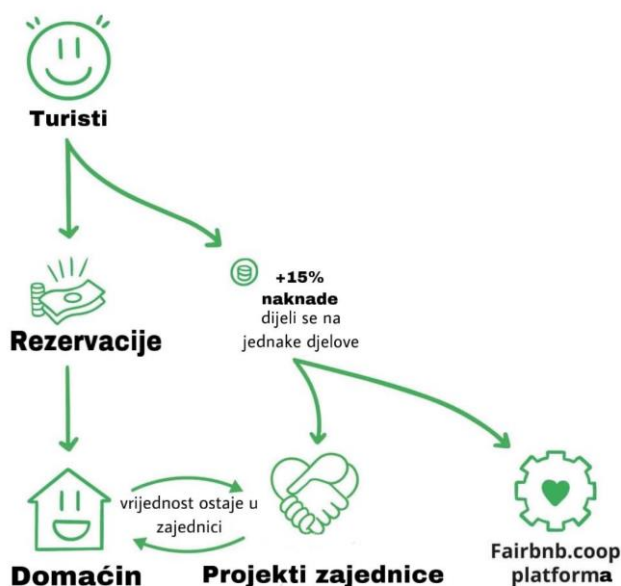 Turisti
+15%
naknade
dijeli se na
jednake djelove
Rezervacije
vrijednost ostaje u
zajednici
Domaćin
Projekti zajednice
Fairbnb.coop
platforma